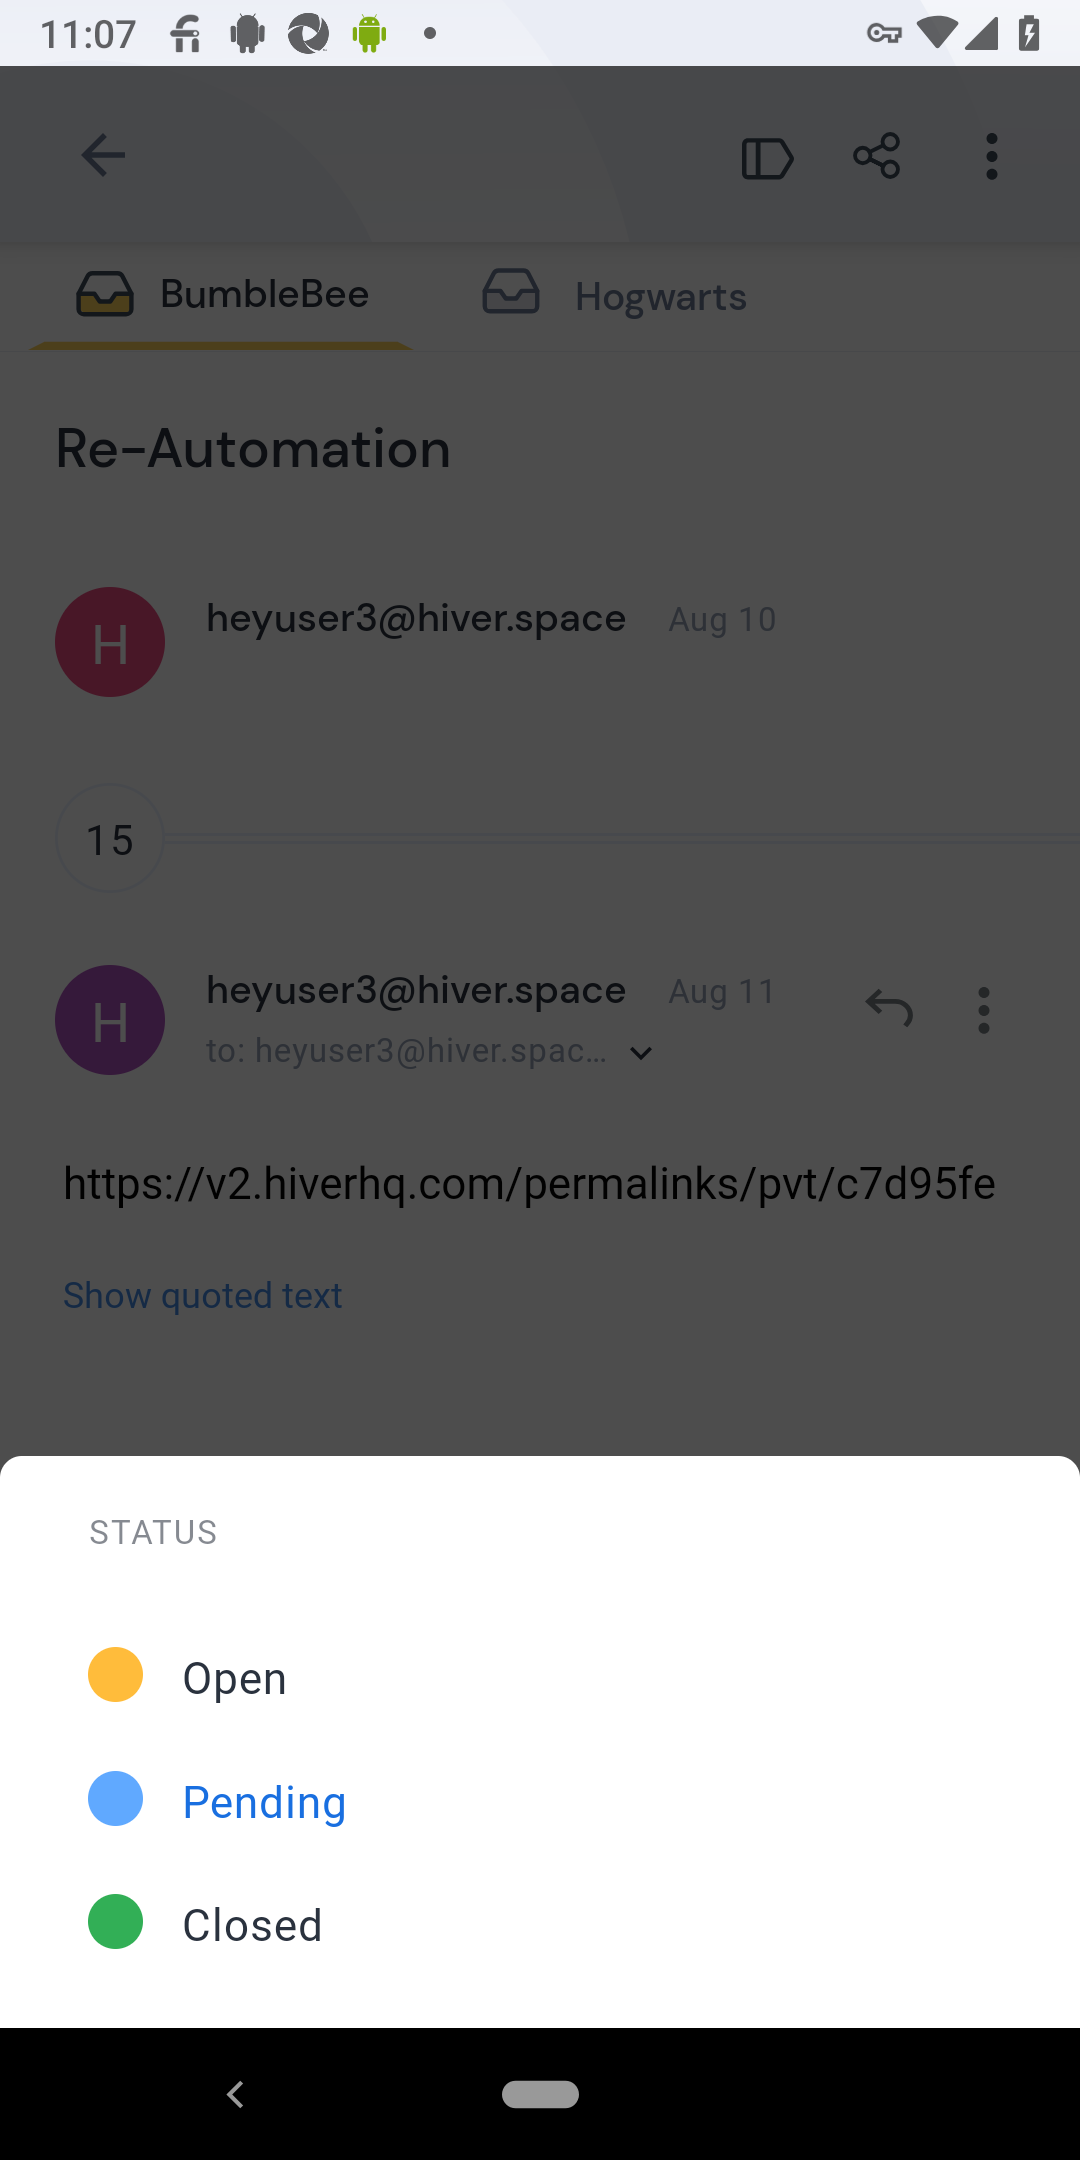 11:07
BumbleBee
Hogwarts
Re-Automation
H
heyuser3@hiver.space Aug 10
15
H
heyuser3@hiver.space Aug 11
to: heyuser3@hiver.spac...
https://v2.hiverhq.com/permalinks/pvt/c7d95fe
Show quoted text
STATUS
Open
Pending
Closed